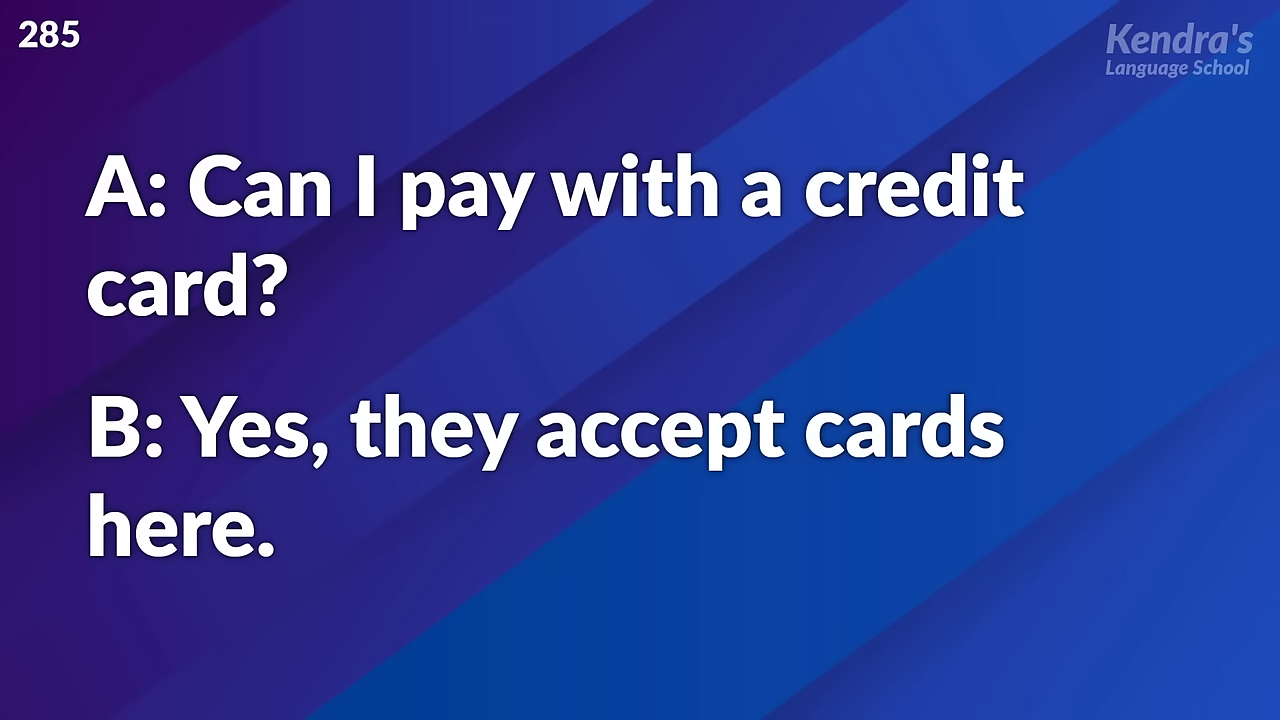 285
Kendra's
Language School
A: Can I pay with a credit
card?
B: Yes, they accept cards
here.